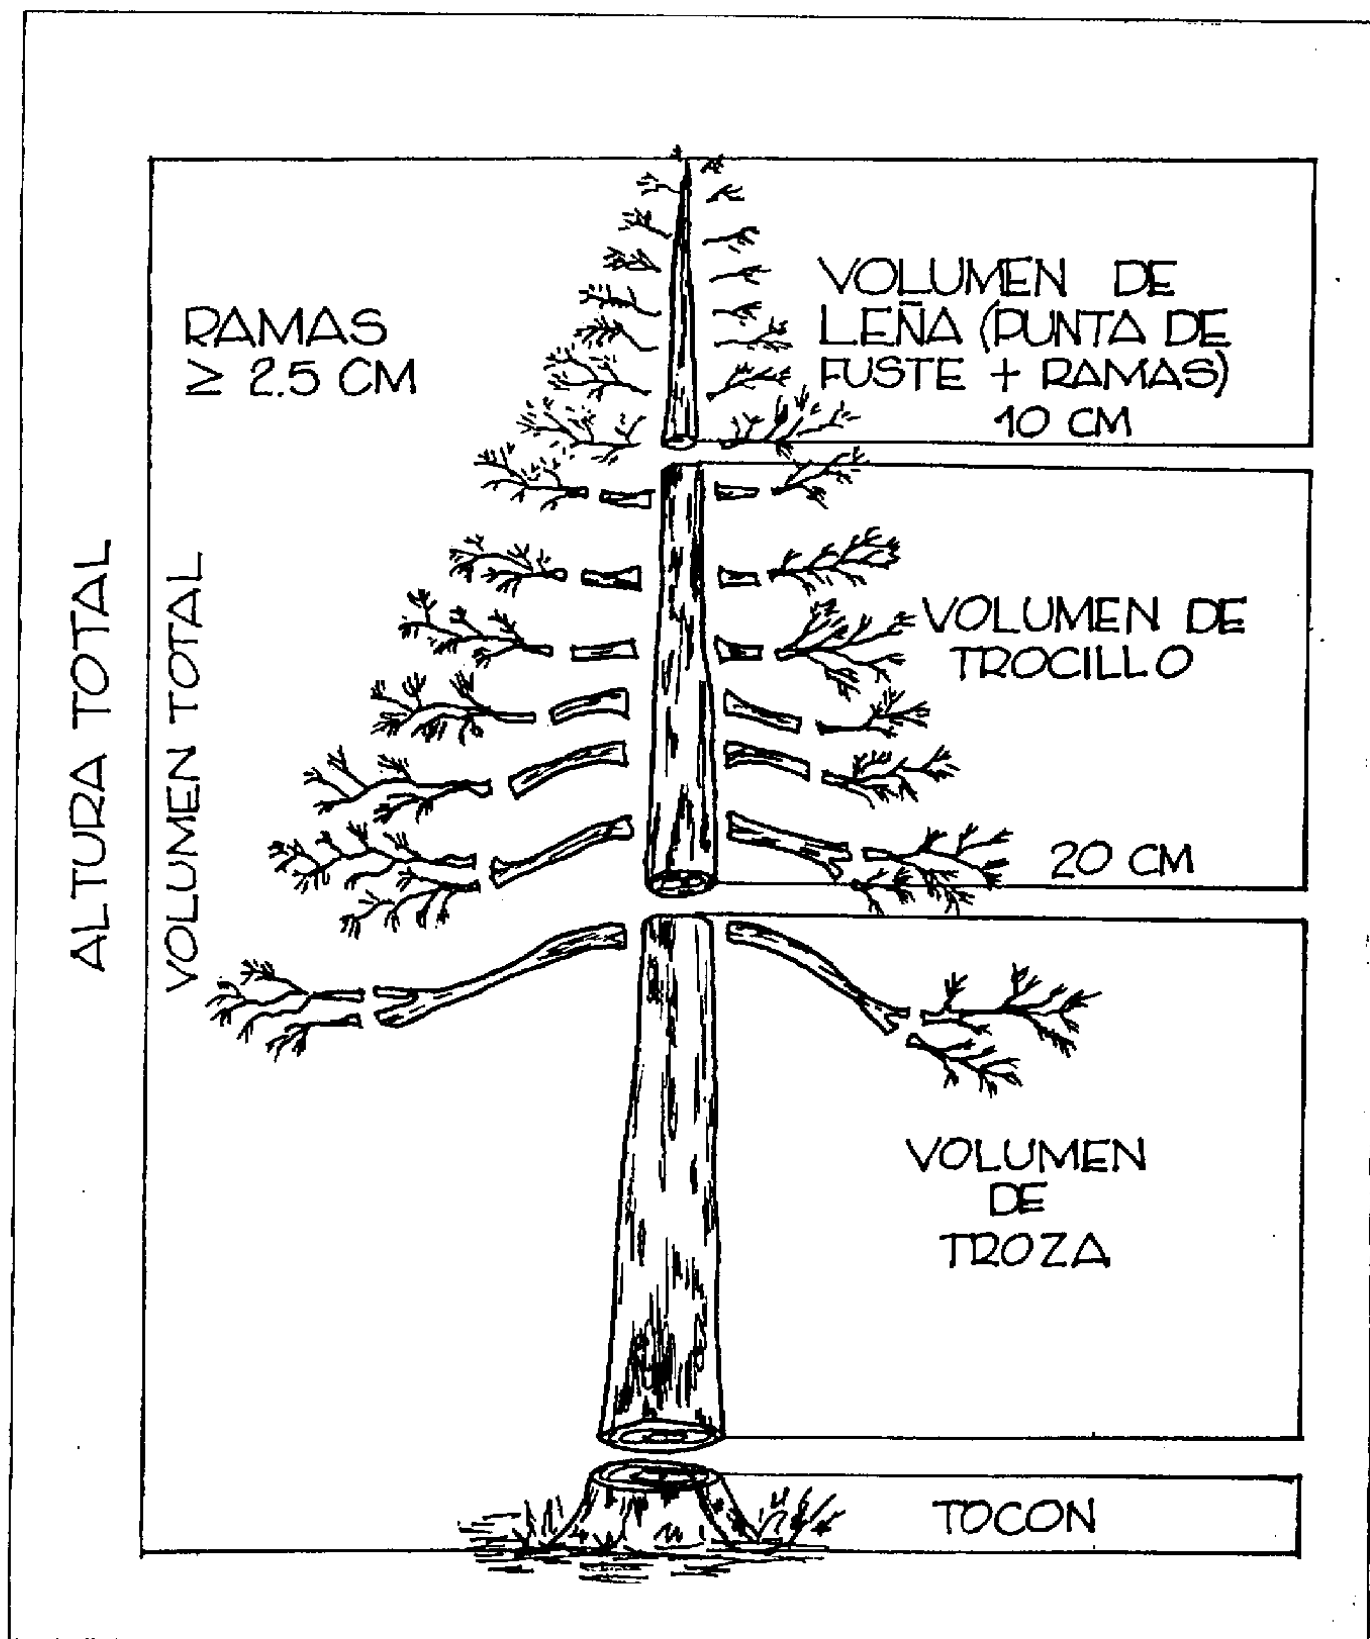 RAMAS
≥ 2.5 CM
VOLUMEN DE
LEÑA (PUNTA DE
FUSTE + RAMAS)
10 CM
ALTURA TOTAL
VOLUMEN TOTAL
VOLUMEN DE
TROCILLO
20 CM
VOLUMEN
DE
TROZA
TOCON